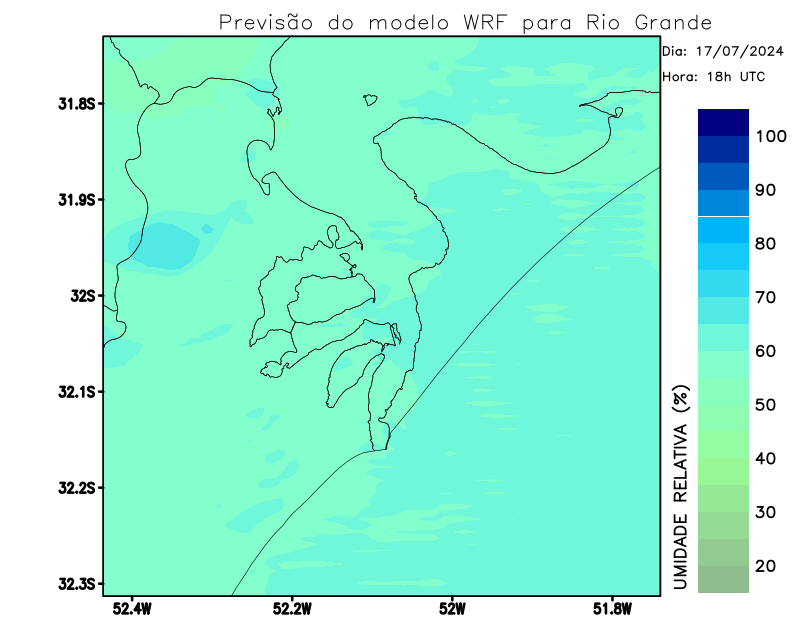 Previsão do modelo WRF para Rio Grande
Dia: 17/07/2024
Hora: 18h UTC
31.8S
31.9S
32S
32.1S
32.2S
32.3S
52.4W
52.2W
52W
51.8W
100
90
80
70
60
50
40
30
20
UMIDADE RELATIVA (%)